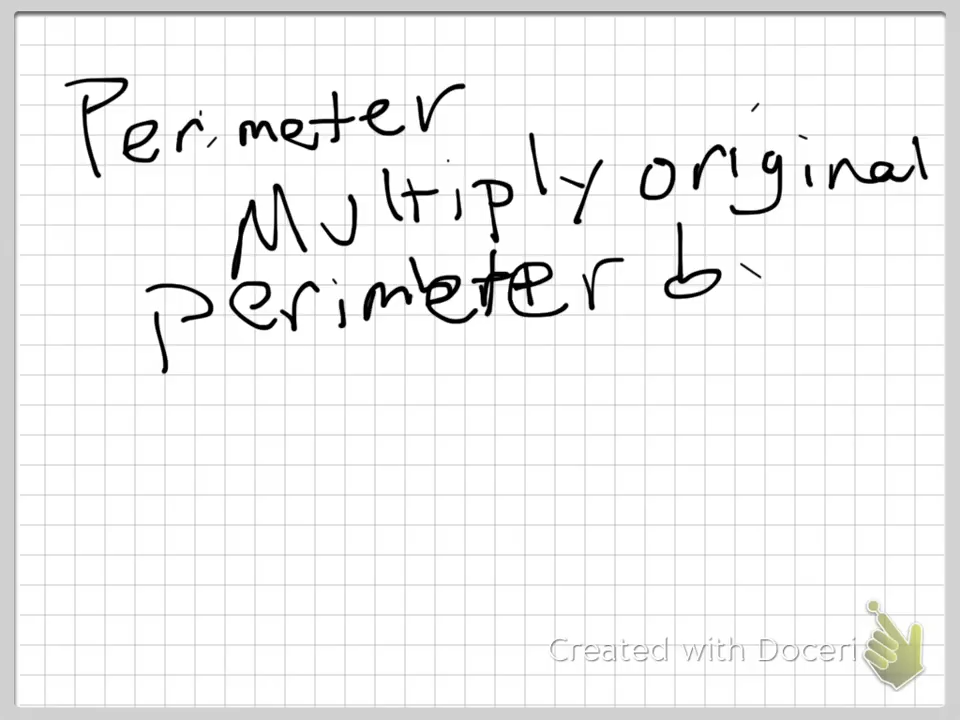 Perimeter
Multiply original
perimeter b
Created with Doceri